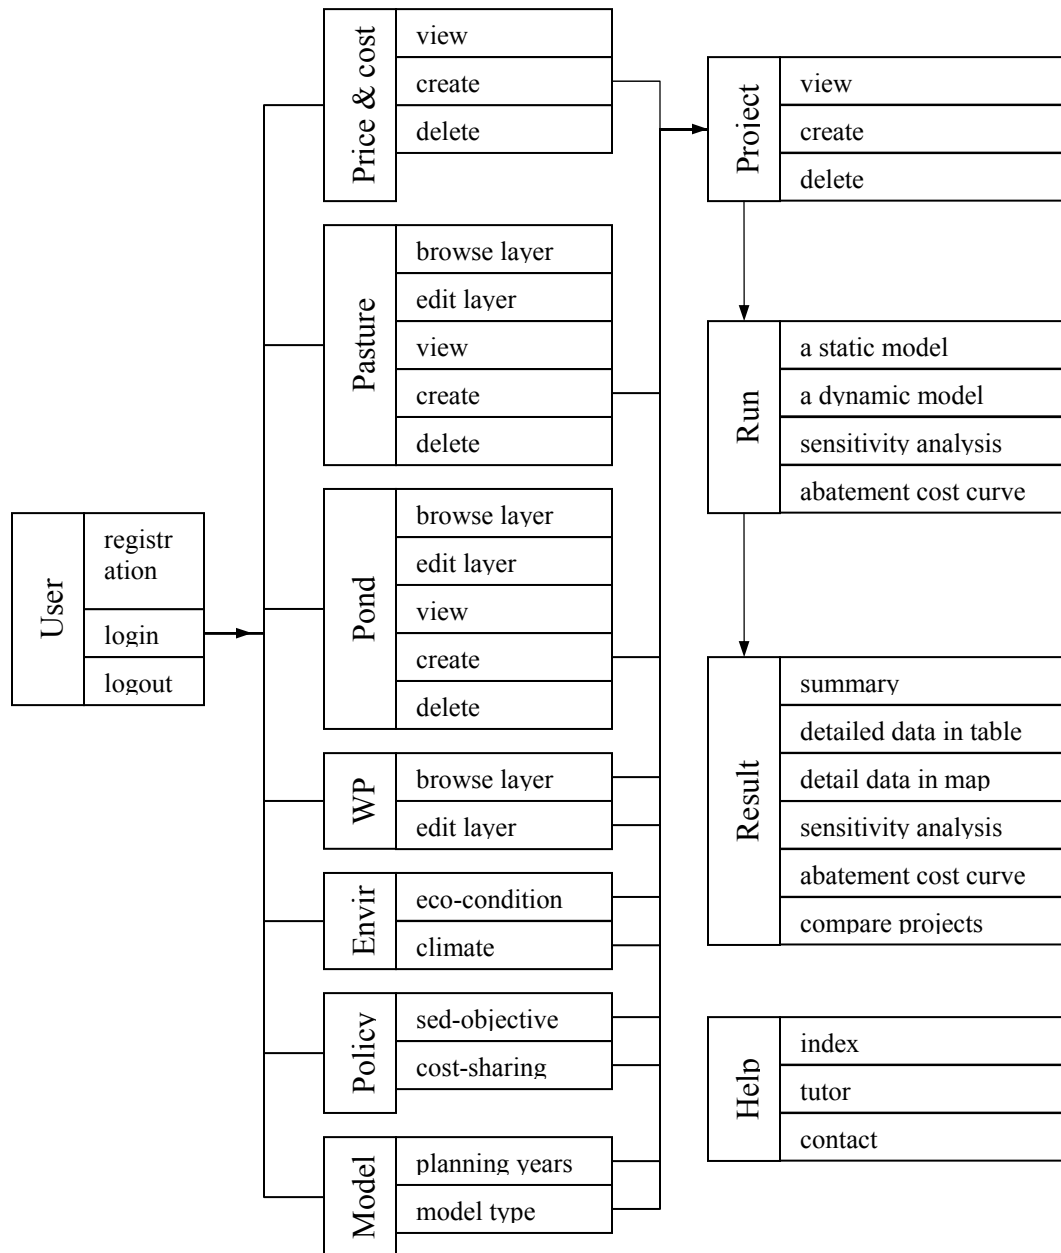 User
registr
ation
login
logout
Price & cost
view
create
delete
Pasture
browse layer
edit layer
view
create
delete
Pond
browse layer
edit layer
view
create
delete
WP
browse layer
edit layer
Envir
eco-condition
climate
Policy
sed-objective
cost-sharing
Model
planning years
model type
Project
view
create
delete
Run
a static model
a dynamic model
sensitivity analysis
abatement cost curve
Result
summary
detailed data in table
detail data in map
sensitivity analysis
abatement cost curve
compare projects
Help
index
tutor
contact